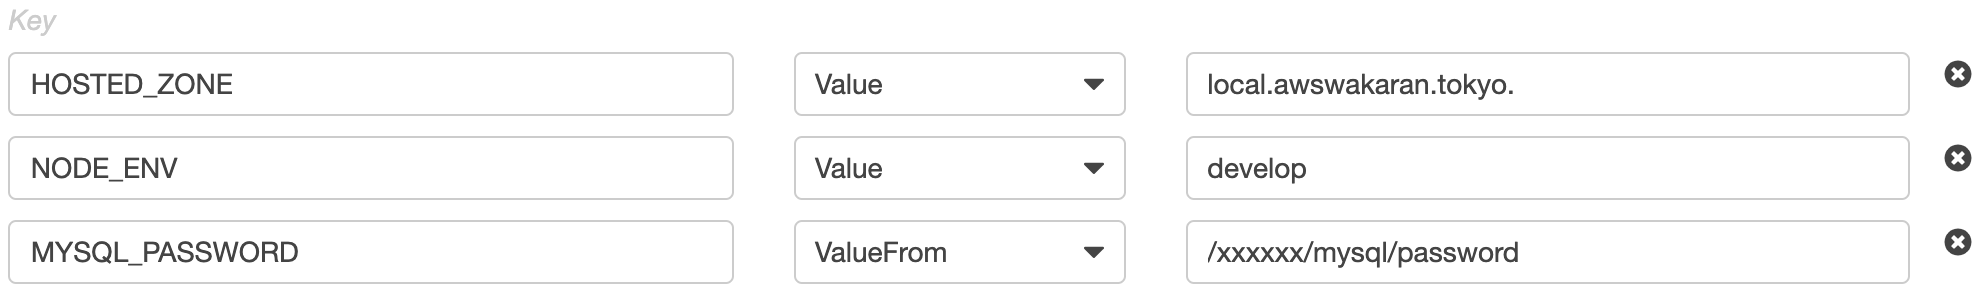 Key
HOSTED_ZONE Value local.awswakaran.tokyo.
NODE_ENV Value develop
MYSQL_PASSWORD ValueFrom /xxxxxx/mysql/password